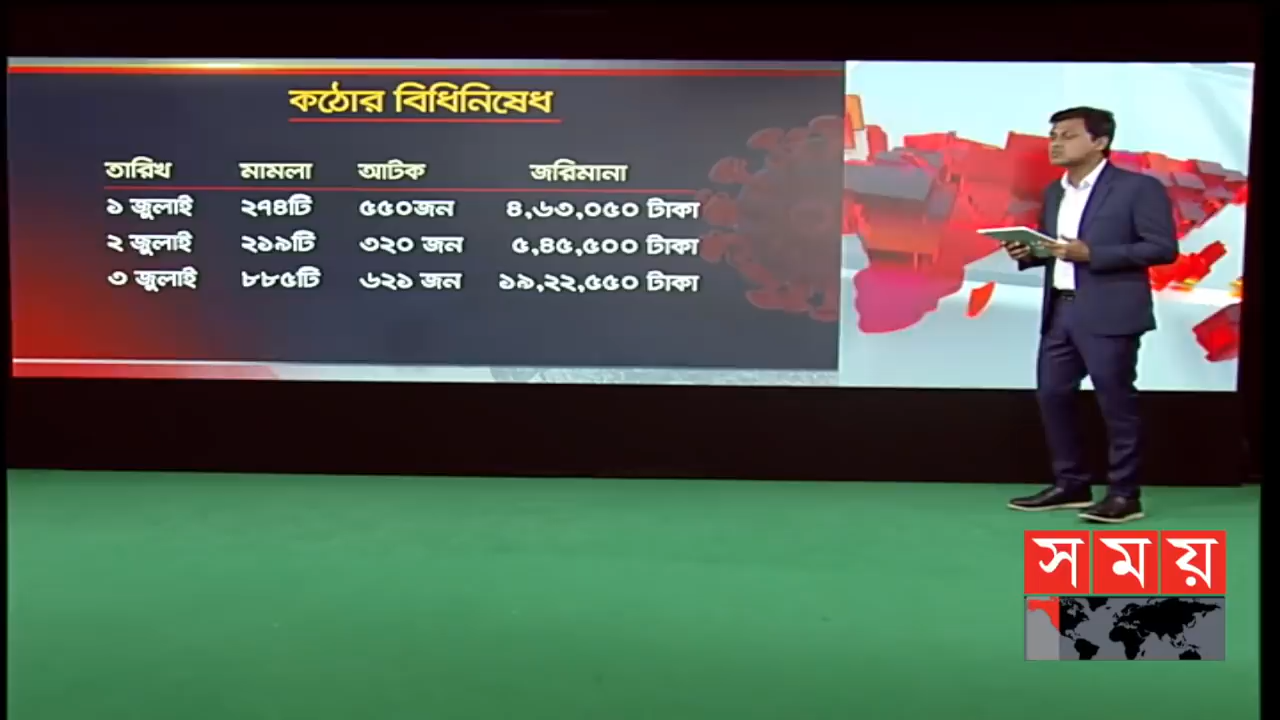 কঠোর বিধিনিষেধ
তারিখ মামলা আটক জরিমানা
১ জুলাই ২৭৪টি ৫৫০জন ৪,৬৩,০৫০ টাকা
২ জুলাই ২১৯টি ৩২০ জন ৫,৪৫,৫০০ টাকা
৩ জুলাই ৮৮৫টি ৬২১ জন ১৯,২২,৫৫০ টাকা
সময়